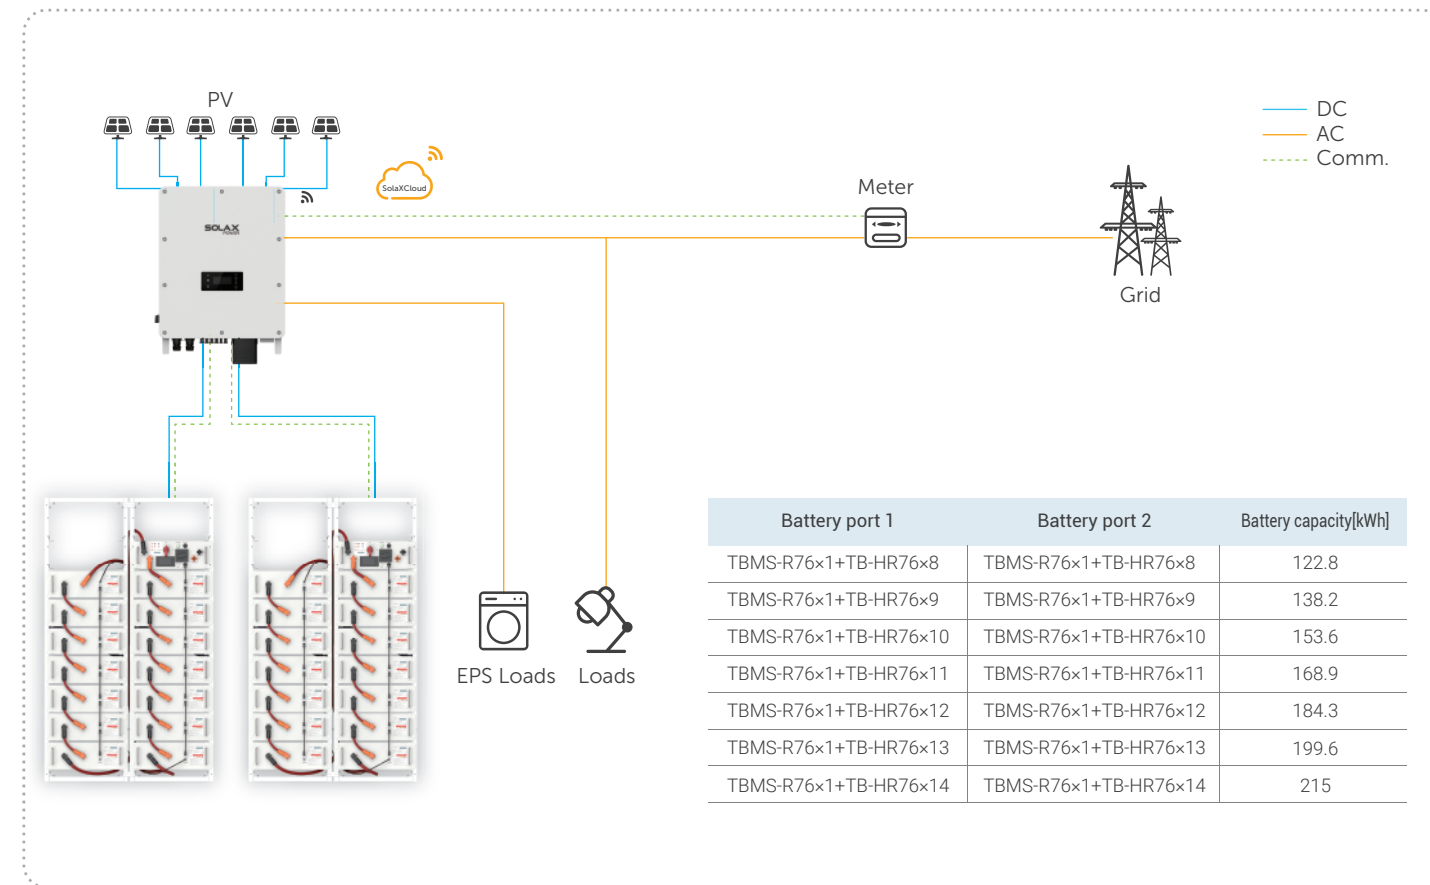 PV
DC
AC
Comm.
SolaXCloud
Meter
SOLAX
POWER
Grid
EPS Loads
Loads
Battery port 1 Battery port 2 Battery capacity[kWh]
TBMS-R76×1+TB-HR76×8 TBMS-R76×1+TB-HR76×8 122.8
TBMS-R76×1+TB-HR76×9 TBMS-R76×1+TB-HR76×9 138.2
TBMS-R76×1+TB-HR76×10 TBMS-R76×1+TB-HR76×10 153.6
TBMS-R76×1+TB-HR76×11 TBMS-R76×1+TB-HR76×11 168.9
TBMS-R76×1+TB-HR76×12 TBMS-R76×1+TB-HR76×12 184.3
TBMS-R76×1+TB-HR76×13 TBMS-R76×1+TB-HR76×13 199.6
TBMS-R76×1+TB-HR76×14 TBMS-R76×1+TB-HR76×14 215